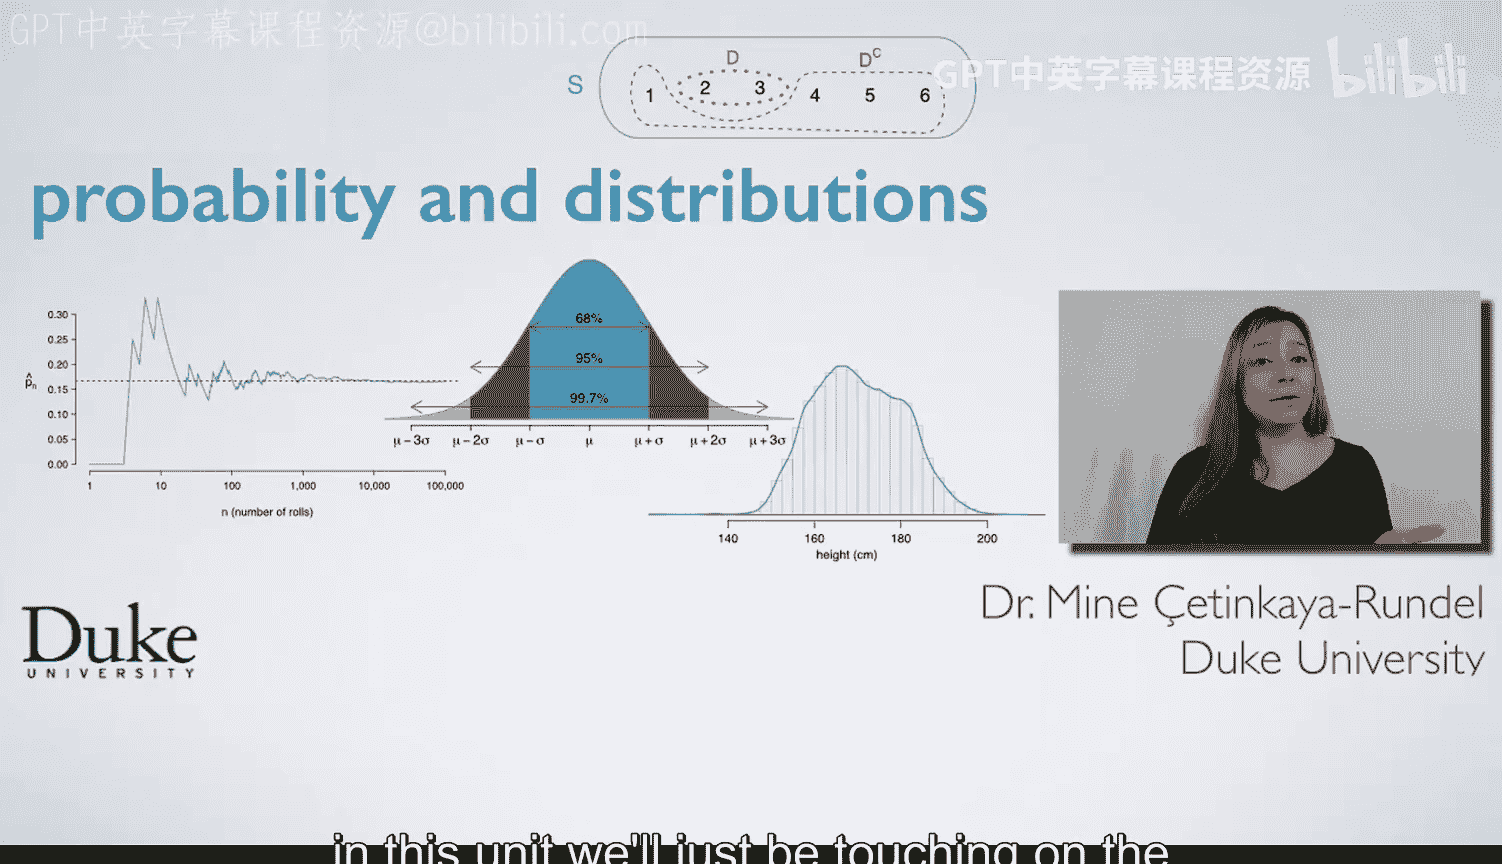 GPT中英字幕课程资源@bilibili.com
GPT中英字幕课程资源 bilibili
S
D
D^C
1 2 3 4 5 6
probability and distributions
0.30
0.25
0.20
0.15
0.10
0.05
0.00
p̂n
1 10 100 1,000 10,000 100,000
n (number of rolls)
68%
95%
99.7%
μ − 3σ μ − 2σ μ − σ μ μ + σ μ + 2σ μ + 3σ
140 160 180 200
height (cm)
Dr. Mine Çetinkaya-Rundel
Duke University
Duke
UNIVERSITY
in this unit we'll just be touching on the